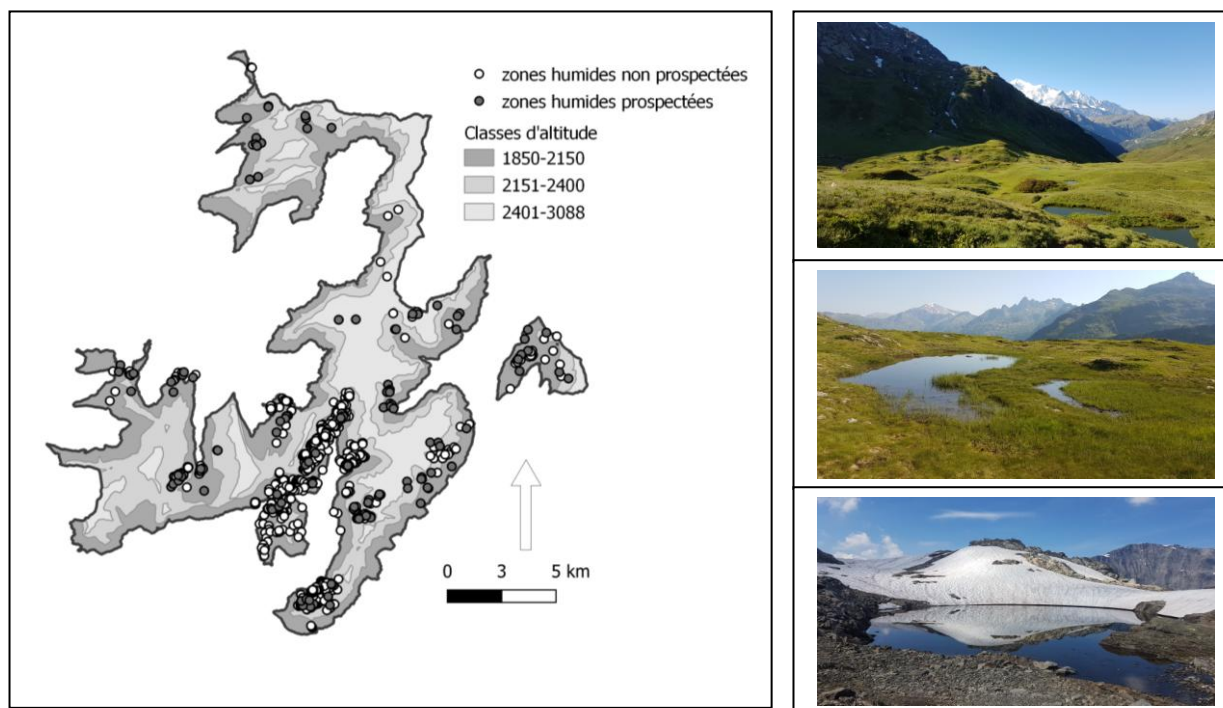 zones humides non prospectées
zones humides prospectées
Classes d'altitude
1850-2150
2151-2400
2401-3088
0 3 5 km